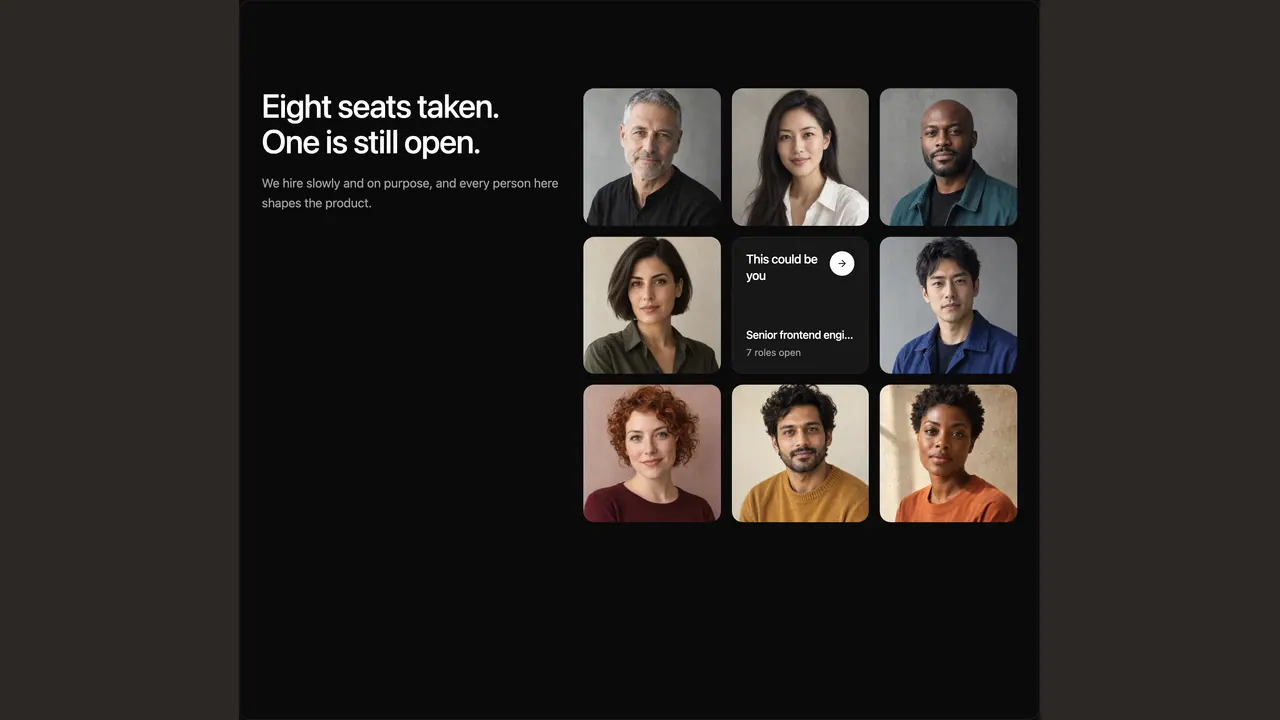 Eight seats taken.
One is still open.
We hire slowly and on purpose, and every person here
shapes the product.
This could be
you
Senior frontend engi...
7 roles open